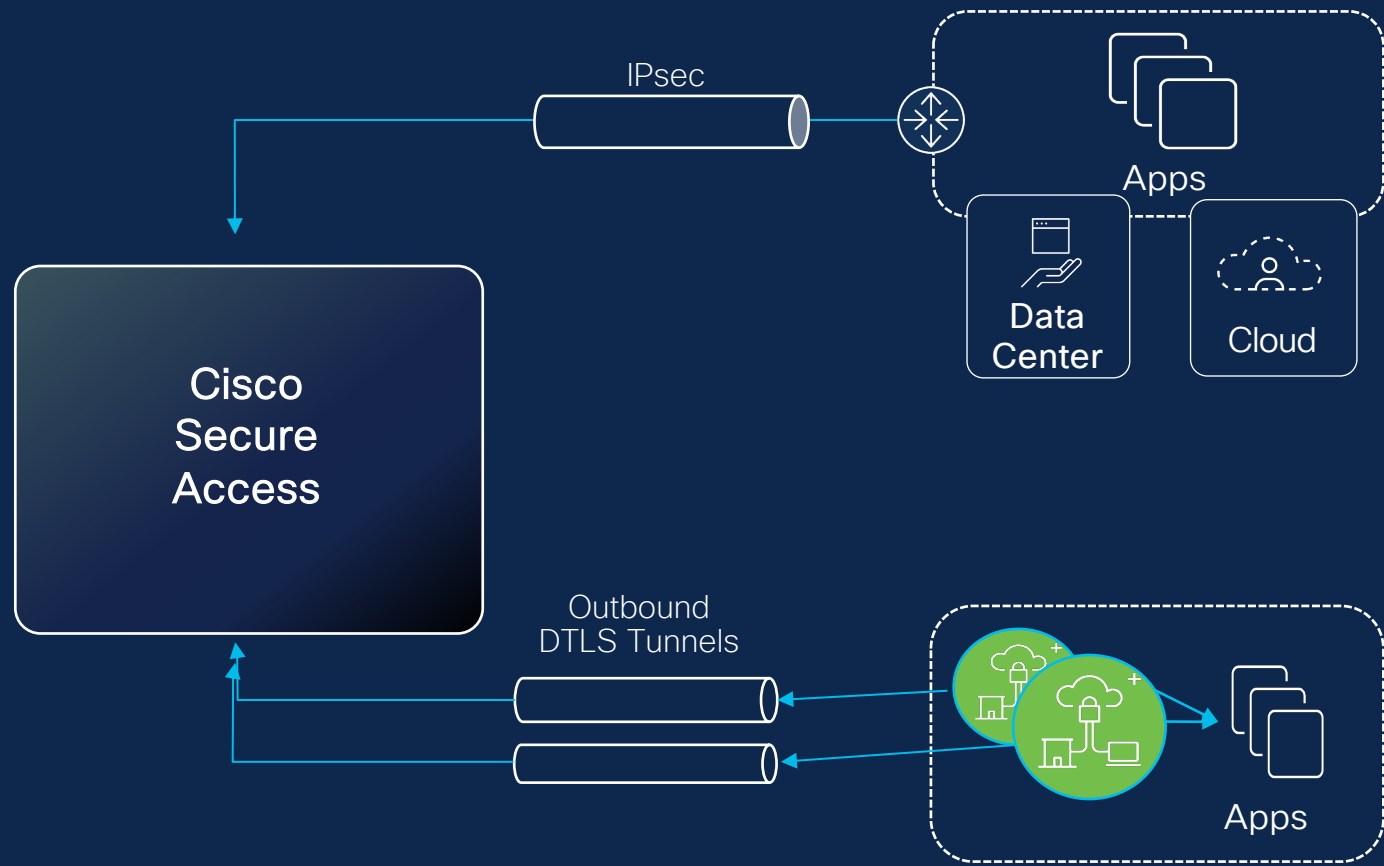 IPsec
Apps
Data
Center
Cloud
Cisco
Secure
Access
Outbound
DTLS Tunnels
Apps